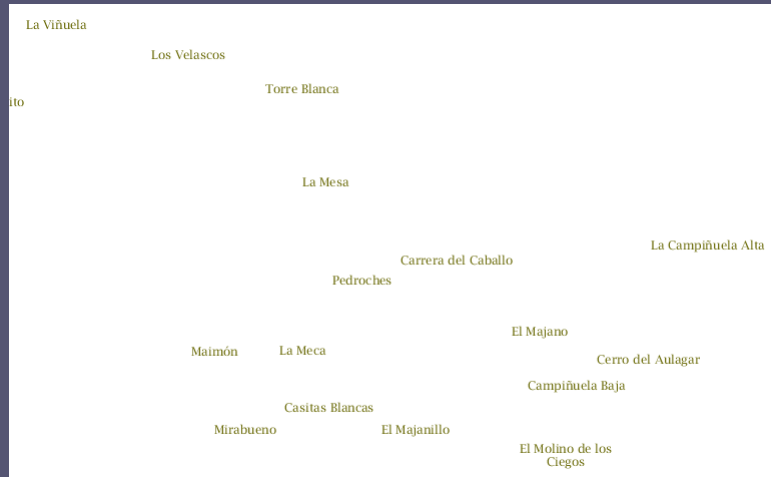 La Viñuela
Los Velascos
Torre Blanca
ito
La Mesa
La Campiñuela Alta
Carrera del Caballo
Pedroches
El Majano
Maimón
La Meca
Cerro del Aulagar
Campiñuela Baja
Casitas Blancas
Mirabueno
El Majanillo
El Molino de los
Ciegos